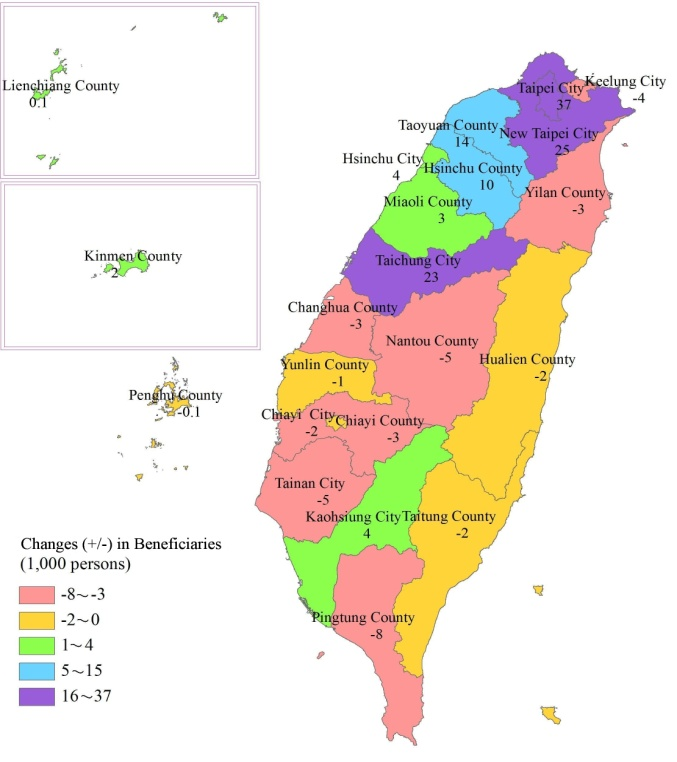 Lienchiang County
0.1
Kinmen County
2
Penghu County
-0.1
Keelung City
-4
Taipei City
37
New Taipei City
25
Taoyuan County
14
Hsinchu City
4
Hsinchu County
10
Yilan County
-3
Miaoli County
3
Taichung City
23
Changhua County
-3
Nantou County
-5
Hualien County
-2
Yunlin County
-1
Chiayi City
-2
Chiayi County
-3
Tainan City
-5
Kaohsiung City
4
Taitung County
-2
Pingtung County
-8
Changes (+/-) in Beneficiaries
(1,000 persons)
-8～-3
-2～0
1～4
5～15
16～37